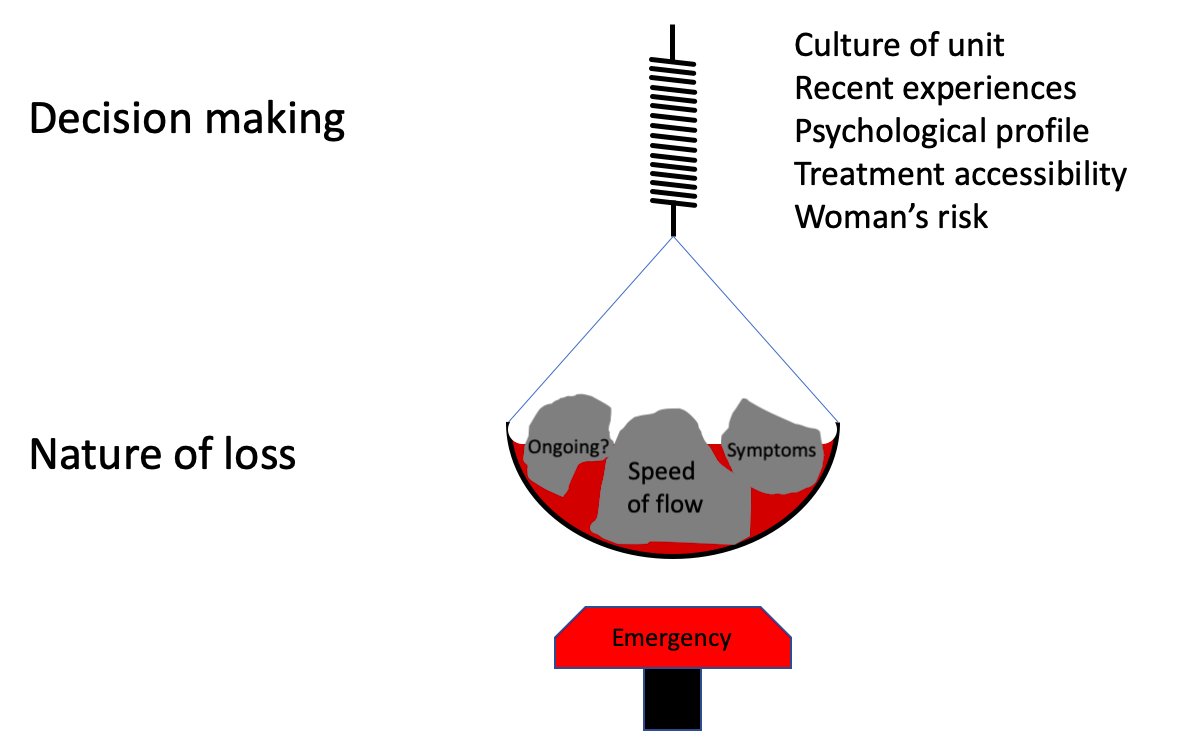 Decision making
Culture of unit
Recent experiences
Psychological profile
Treatment accessibility
Woman’s risk
Nature of loss
Ongoing?
Speed
of flow
Symptoms
Emergency